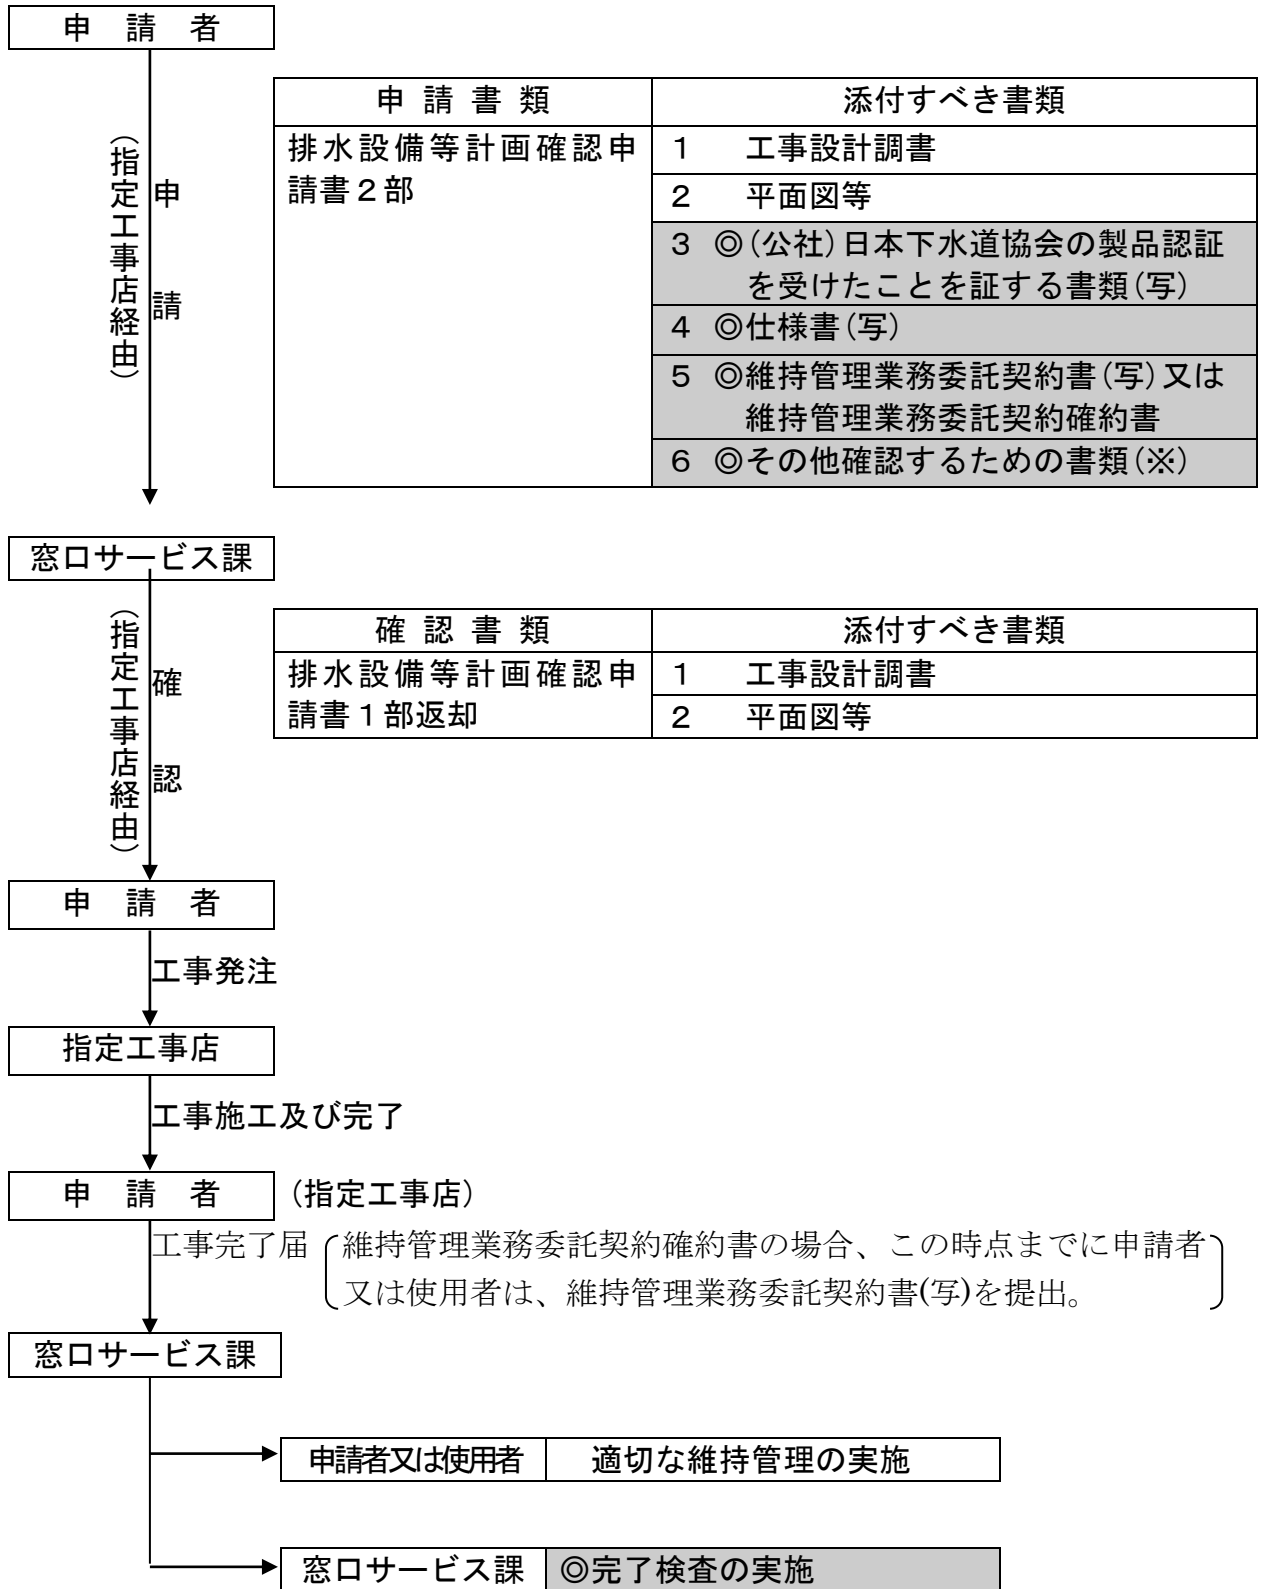 申　請　者
（指定工事店経由）
申　請
申 請 書 類
添付すべき書類
排水設備等計画確認申
請書２部
１　工事設計調書
２　平面図等
３ ◎(公社)日本下水道協会の製品認証
を受けたことを証する書類(写)
４ ◎仕様書(写)
５ ◎維持管理業務委託契約書(写)又は
維持管理業務委託契約確約書
６ ◎その他確認するための書類(※)
窓口サービス課
（指定工事店経由）
確　認
確 認 書 類
添付すべき書類
排水設備等計画確認申
請書１部返却
１　工事設計調書
２　平面図等
申　請　者
工事発注
指定工事店
工事施工及び完了
申　請　者
(指定工事店)
工事完了届
維持管理業務委託契約確約書の場合、この時点までに申請者
又は使用者は、維持管理業務委託契約書(写)を提出。
窓口サービス課
申請者又は使用者
適切な維持管理の実施
窓口サービス課
◎完了検査の実施